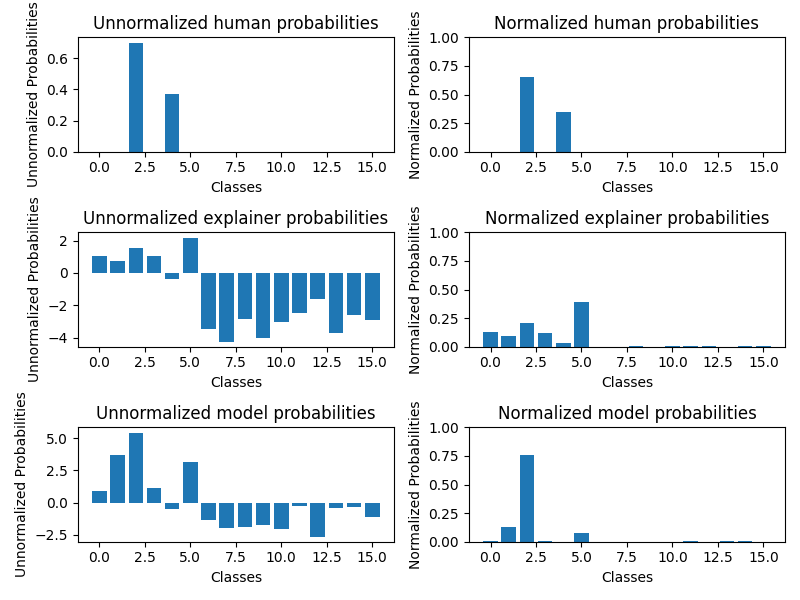 Unnormalized human probabilities
Unnormalized Probabilities
0.6
0.4
0.2
0.0
0.0 2.5 5.0 7.5 10.0 12.5 15.0
Classes
Normalized human probabilities
Normalized Probabilities
1.00
0.75
0.50
0.25
0.00
0.0 2.5 5.0 7.5 10.0 12.5 15.0
Classes
Unnormalized explainer probabilities
Unnormalized Probabilities
2
0
−2
−4
0.0 2.5 5.0 7.5 10.0 12.5 15.0
Classes
Normalized explainer probabilities
Normalized Probabilities
1.00
0.75
0.50
0.25
0.00
0.0 2.5 5.0 7.5 10.0 12.5 15.0
Classes
Unnormalized model probabilities
Unnormalized Probabilities
5.0
2.5
0.0
−2.5
0.0 2.5 5.0 7.5 10.0 12.5 15.0
Classes
Normalized model probabilities
Normalized Probabilities
1.00
0.75
0.50
0.25
0.00
0.0 2.5 5.0 7.5 10.0 12.5 15.0
Classes